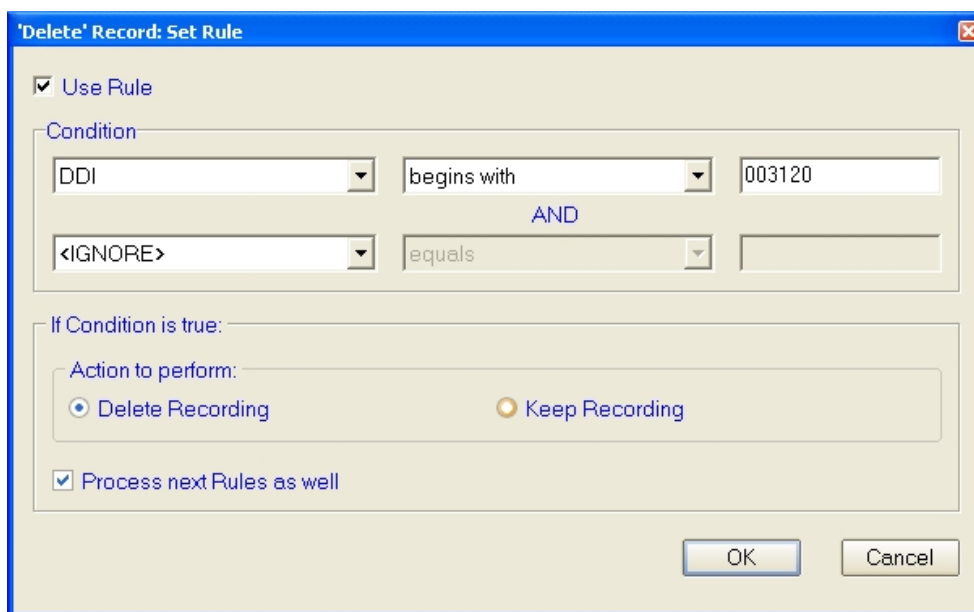 'Delete' Record: Set Rule
Use Rule
Condition
DDI begins with 003120
AND
<IGNORE> equals
If Condition is true:
Action to perform:
Delete Recording Keep Recording
Process next Rules as well
OK Cancel